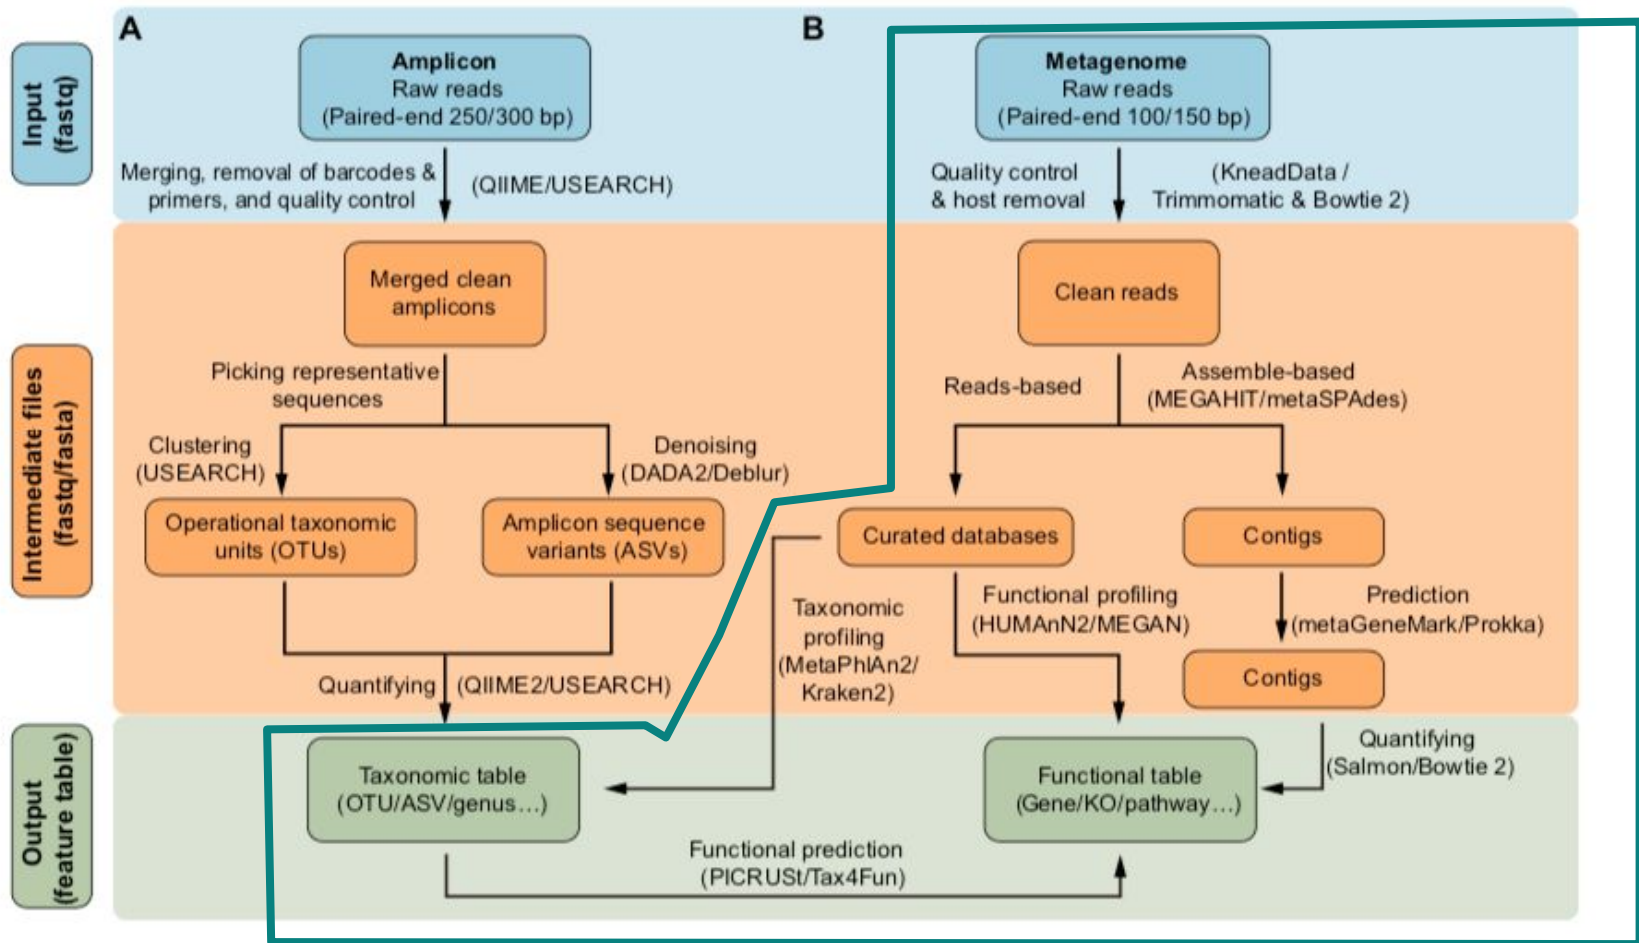 A
B
Input
(fastq)
Amplicon
Raw reads
(Paired-end 250/300 bp)
Metagenome
Raw reads
(Paired-end 100/150 bp)
Merging, removal of barcodes &
primers, and quality control
(QIIME/USEARCH)
Quality control
& host removal
(KneadData /
Trimmomatic & Bowtie 2)
Intermediate files
(fastq/fasta)
Merged clean
amplicons
Clean reads
Picking representative
sequences
Reads-based
Assemble-based
(MEGAHIT/metaSPAdes)
Clustering
(USEARCH)
Denoising
(DADA2/Deblur)
Operational taxonomic
units (OTUs)
Amplicon sequence
variants (ASVs)
Curated databases
Contigs
Taxonomic
profiling
(MetaPhlAn2/
Kraken2)
Functional profiling
(HUMAnN2/MEGAN)
Prediction
(metaGeneMark/Prokka)
Contigs
Quantifying
(QIIME2/USEARCH)
Output
(feature table)
Taxonomic table
(OTU/ASV/genus...)
Functional table
(Gene/KO/pathway...)
Quantifying
(Salmon/Bowtie 2)
Functional prediction
(PICRUSt/Tax4Fun)